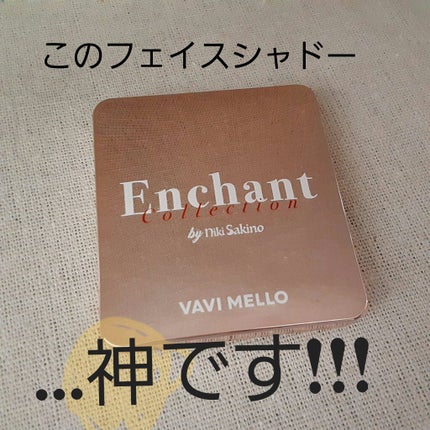 このフェイスシャドー
Enchant
Collection
by Niki Sakino
VAVI MELLO
...神です!!!